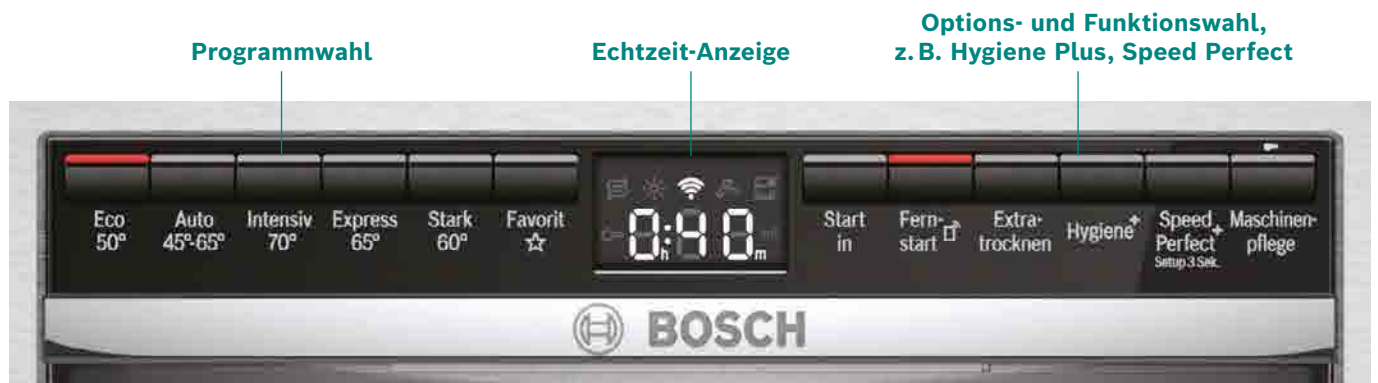 Options- und Funktionswahl,
Programmwahl
Echtzeit-Anzeige
z. B. Hygiene Plus, Speed Perfect
Eco
50°
Auto
45°-65°
Intensiv
70°
Express
65°
Stark
60°
Favorit
0:40
h
m
Start
in
Fern-
start
Extra-
trocknen
Hygiene+
Speed
Perfect+
Setup 3 Sek.
Maschinen-
pflege
BOSCH